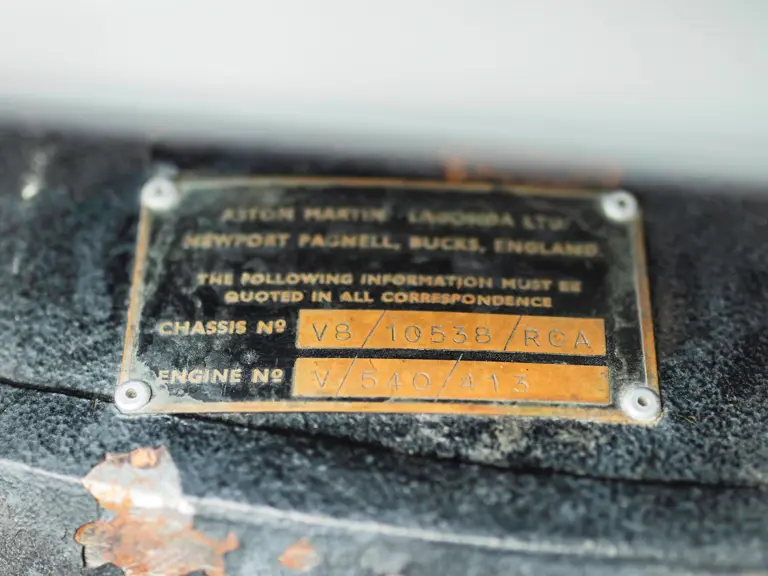 ASTON MARTIN LAGONDA LTD
NEWPORT PAGNELL, BUCKS, ENGLAND
THE FOLLOWING INFORMATION MUST BE
QUOTED IN ALL CORRESPONDENCE
CHASSIS Nº V8/10538/RCA
ENGINE Nº V/540/413